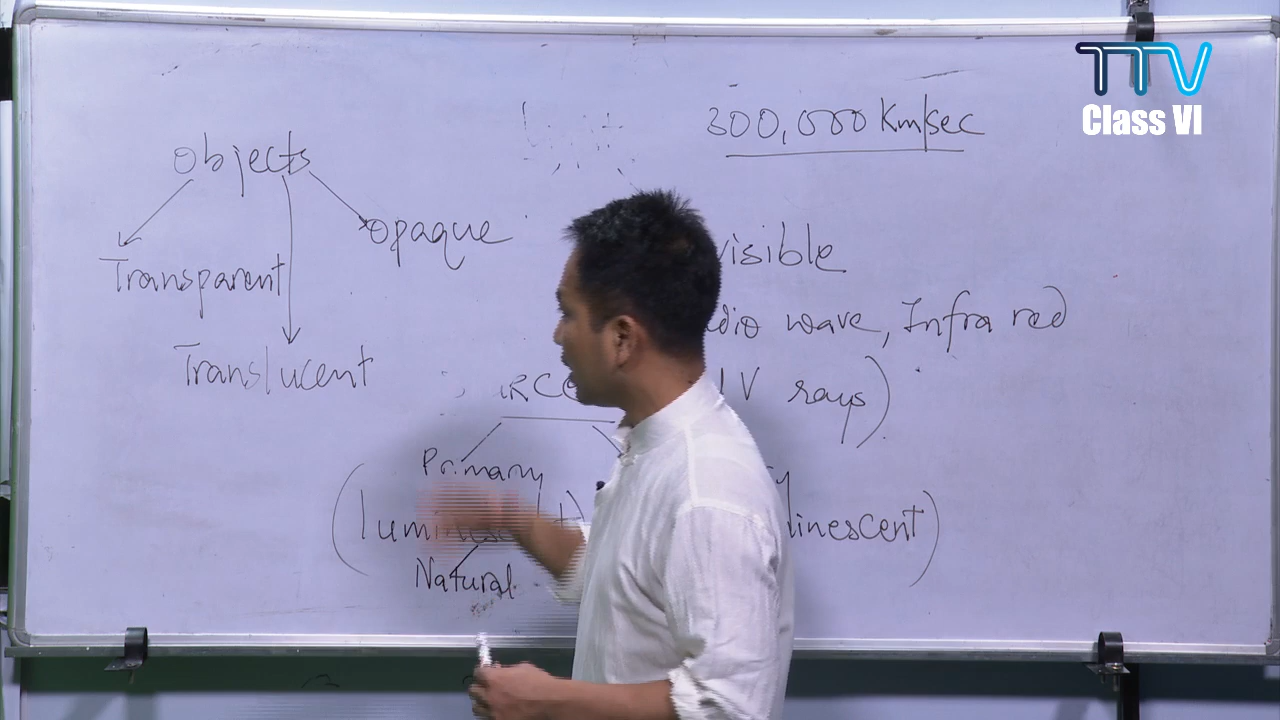 TTV
Class VI
300,000 Km/sec
Objects
opaque
Transparent
Translucent
visible
wave, Infra red
rays)
Primary
Natural